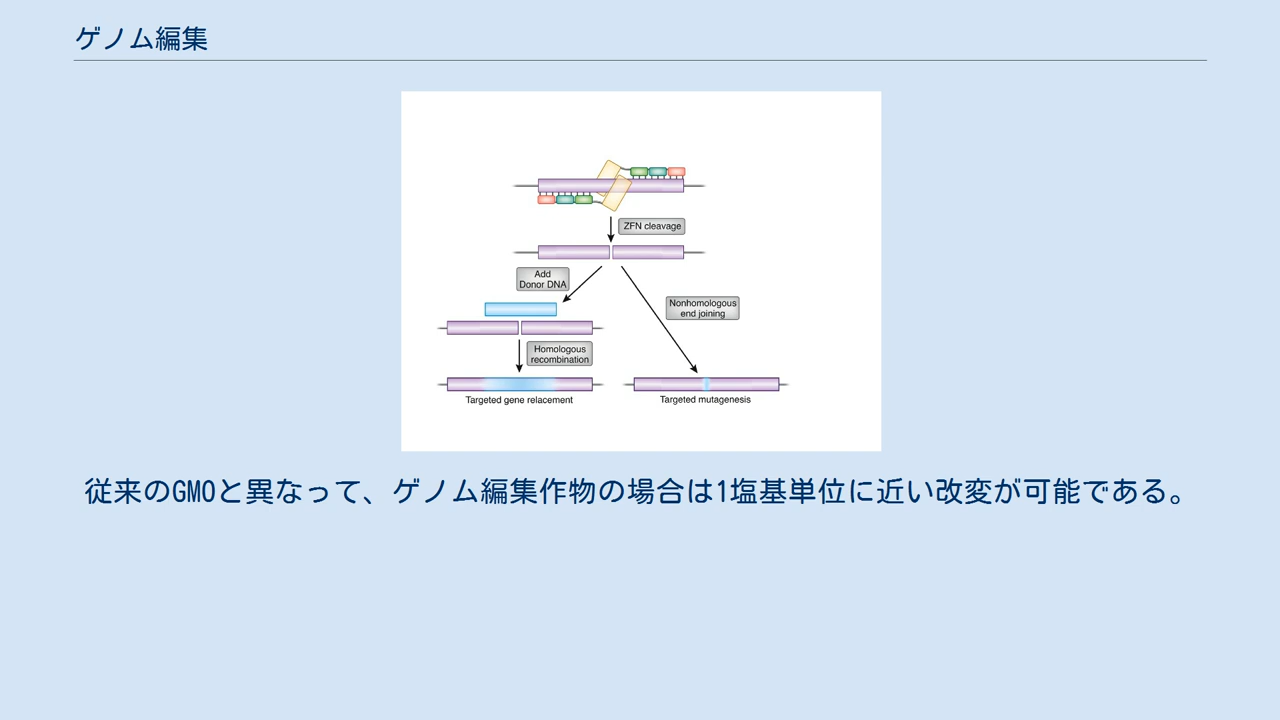 ゲノム編集
ZFN cleavage
Add
Donor DNA
Nonhomologous
end joining
Homologous
recombination
Targeted gene relacement
Targeted mutagenesis
従来のGMOと異なって、ゲノム編集作物の場合は1塩基単位に近い改変が可能である。